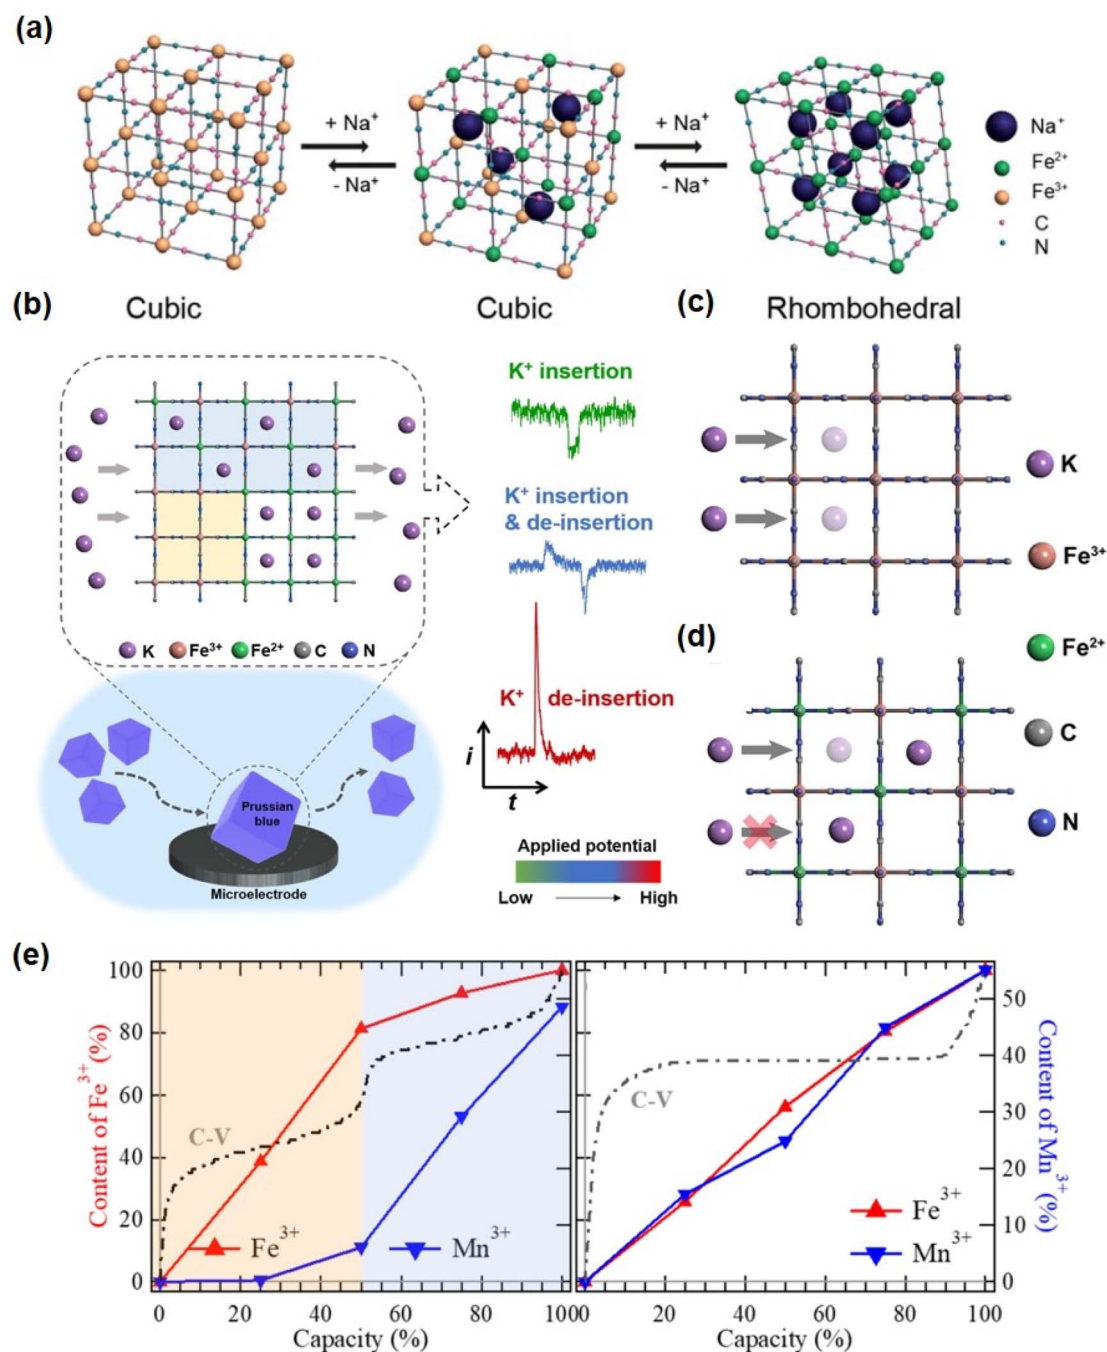 (a)
+ Na⁺
- Na⁺
+ Na⁺
- Na⁺
Na⁺
Fe²⁺
Fe³⁺
C
N
Cubic
Cubic
Rhombohedral
(b)
K
Fe³⁺
Fe²⁺
C
N
Prussian
blue
Microelectrode
K⁺ insertion
K⁺ insertion
& de-insertion
K⁺ de-insertion
i
t
Applied potential
Low
High
(c)
K
Fe³⁺
Fe²⁺
C
N
(d)
(e)
Content of Fe³⁺ (%)
100
80
60
40
20
0
C-V
Fe³⁺
Mn³⁺
0 20 40 60 80 100
Capacity (%)
C-V
Fe³⁺
Mn³⁺
20 40 60 80 100
Capacity (%)
50
40
30
20
10
0
Content of Mn³⁺ (%)